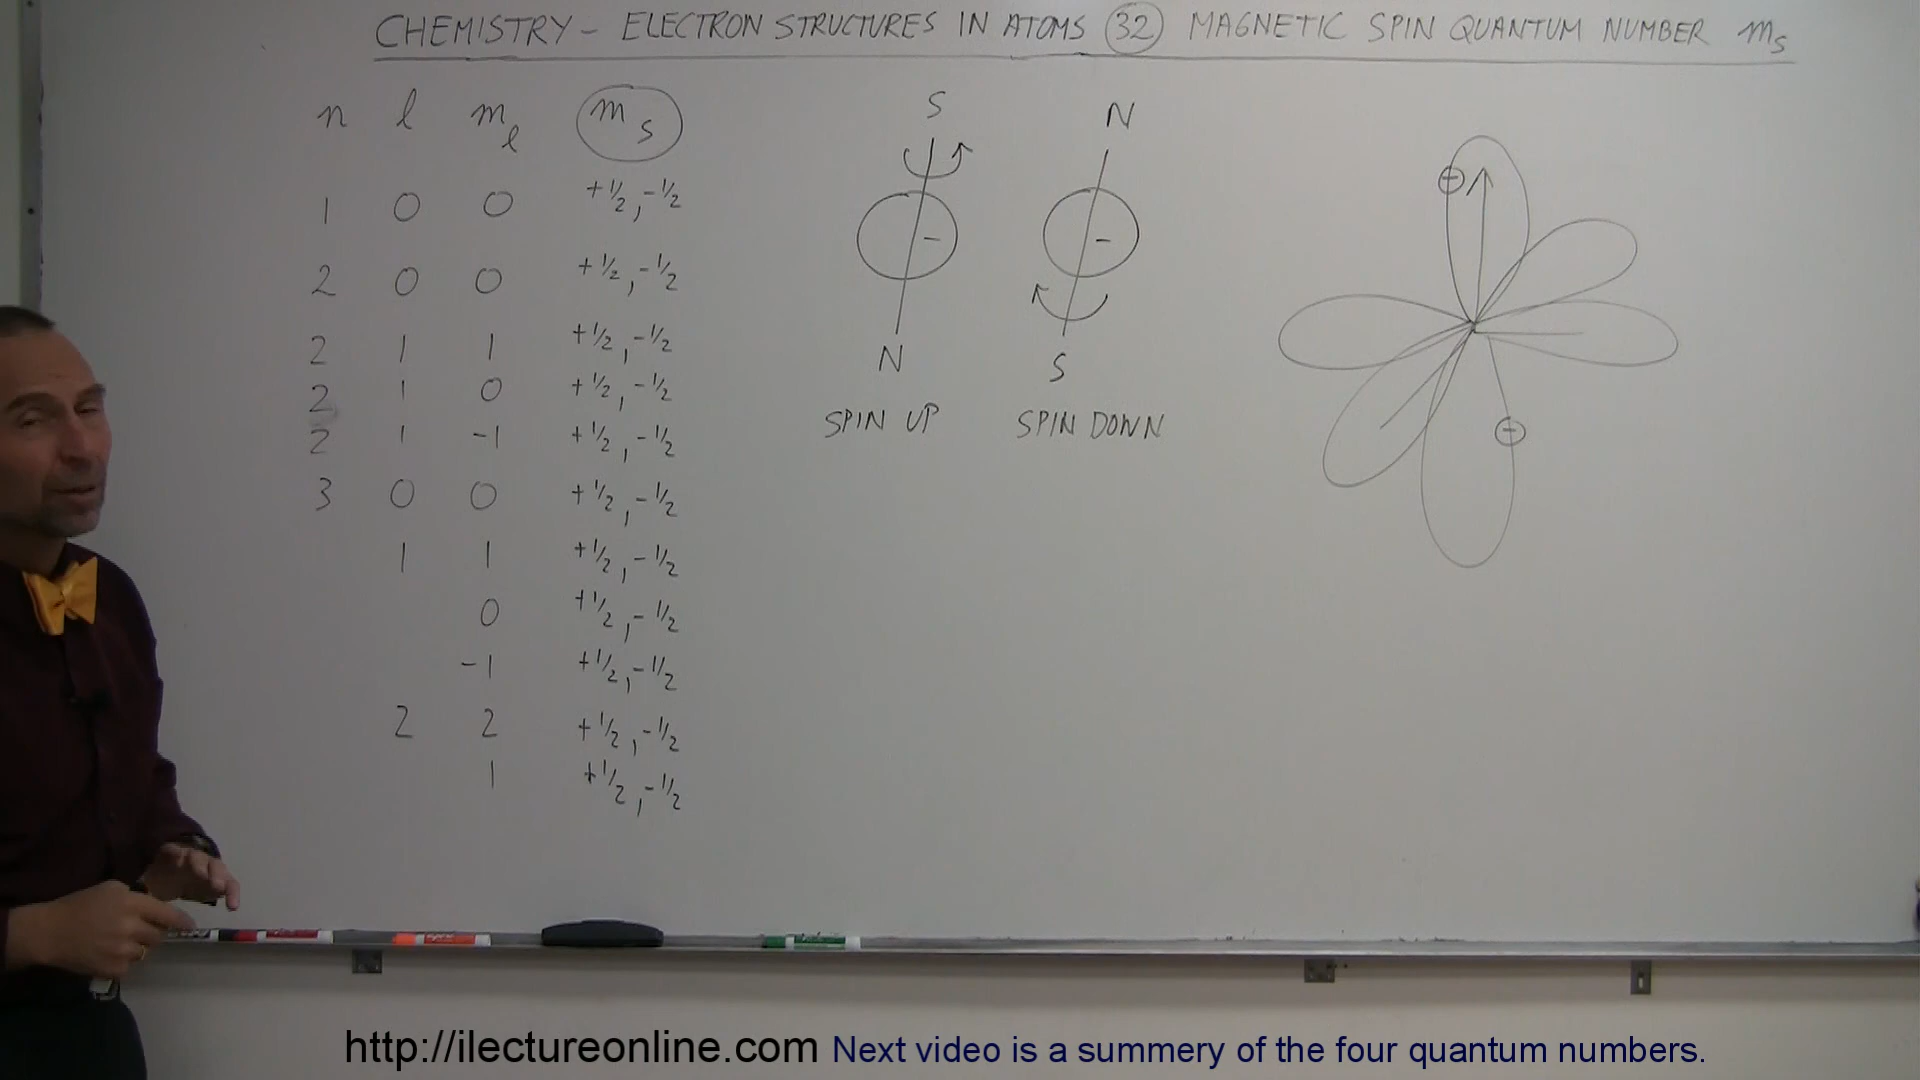 CHEMISTRY - ELECTRON STRUCTURES IN ATOMS 32 MAGNETIC SPIN QUANTUM NUMBER ms
n l ml ms
1 0 0 +1/2, -1/2
2 0 0 +1/2, -1/2
2 1 1 +1/2, -1/2
2 1 0 +1/2, -1/2
2 1 -1 +1/2, -1/2
3 0 0 +1/2, -1/2
1 1 +1/2, -1/2
0 +1/2, -1/2
-1 +1/2, -1/2
2 2 +1/2, -1/2
1 +1/2, -1/2
S
-
N
SPIN UP
N
-
S
SPIN DOWN
-
-
http://ilectureonline.com Next video is a summery of the four quantum numbers.